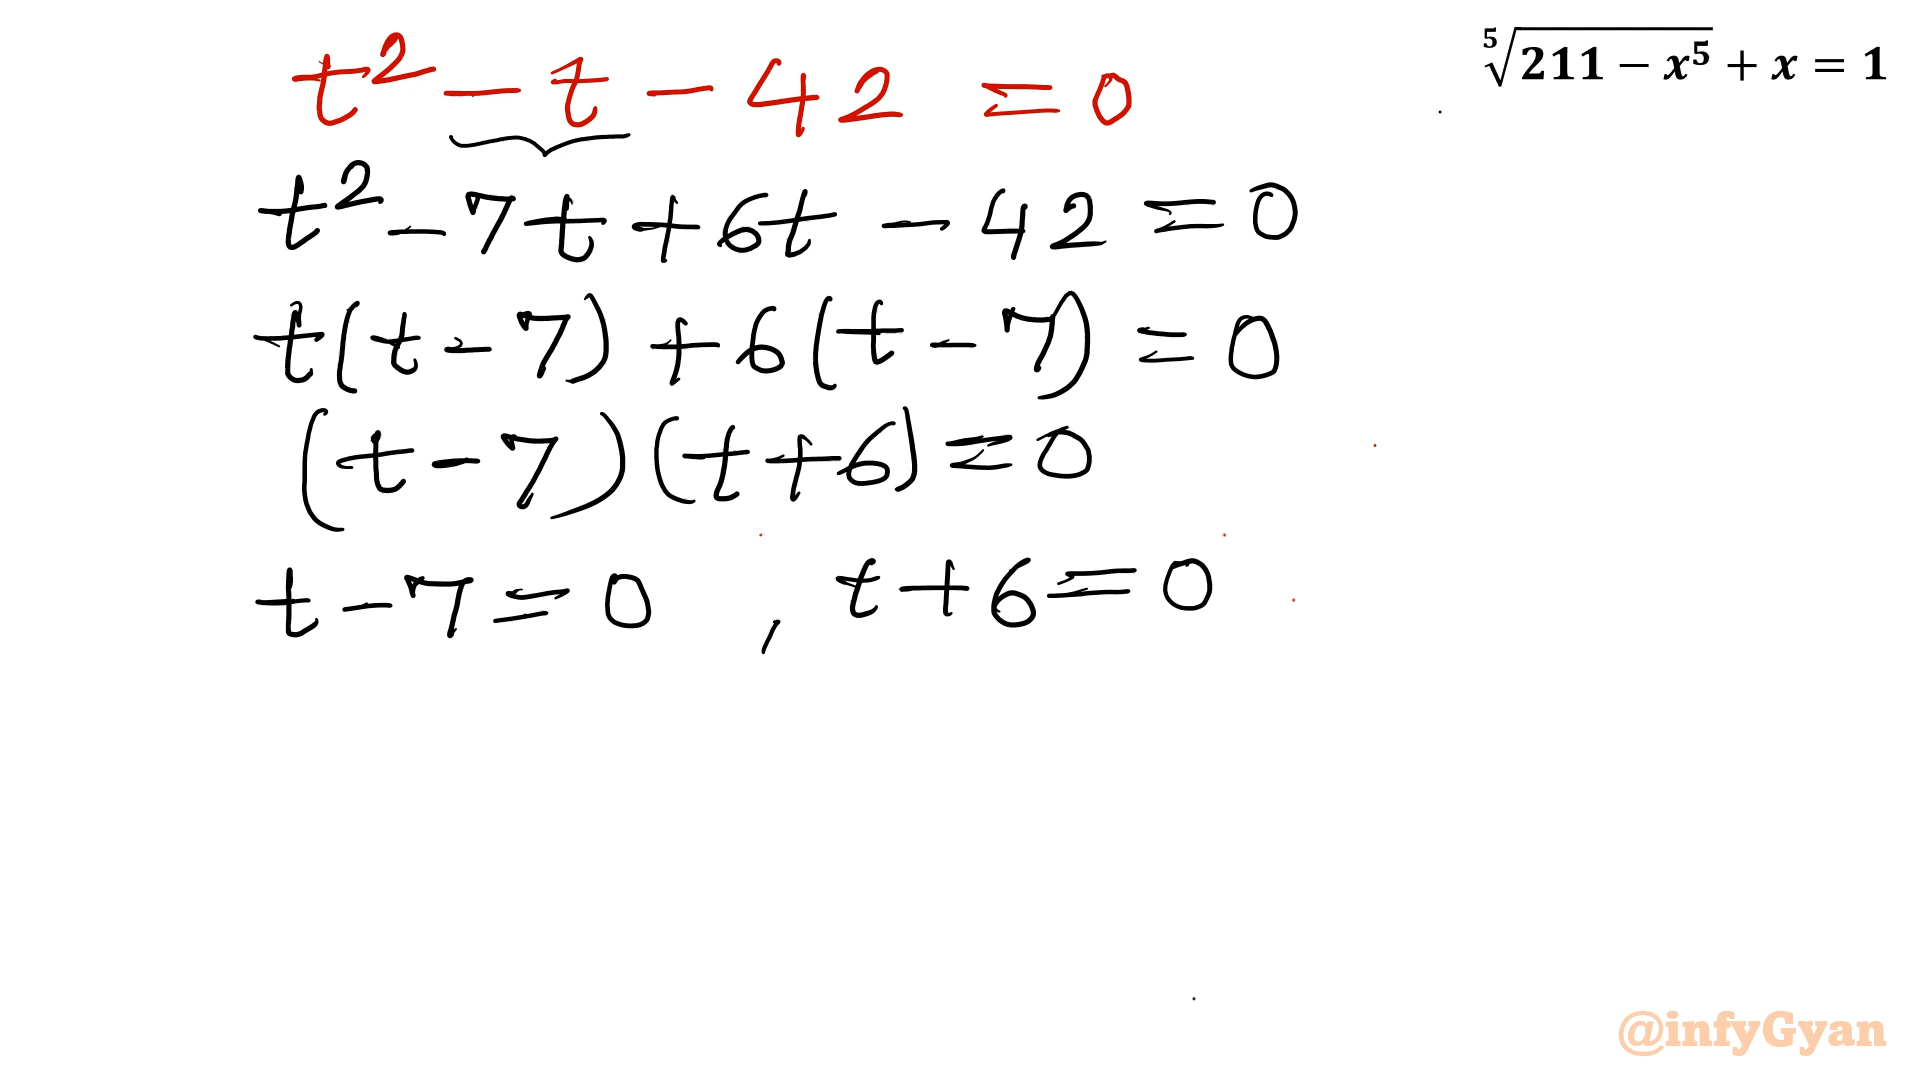 ⁵√(211 − x⁵) + x = 1
t² − t − 42 = 0
t² − 7t + 6t − 42 = 0
t(t − 7) + 6(t − 7) = 0
(t − 7)(t + 6) = 0
t − 7 = 0 , t + 6 = 0
@infyGyan